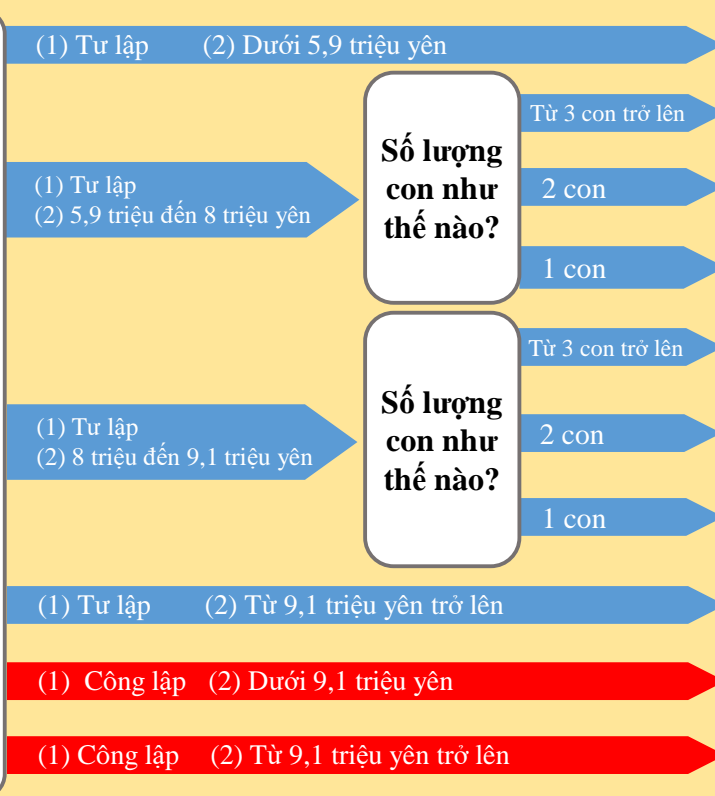 (1) Tư lập (2) Dưới 5,9 triệu yên
(1) Tư lập
(2) 5,9 triệu đến 8 triệu yên
Số lượng
con như
thế nào?
Từ 3 con trở lên
2 con
1 con
(1) Tư lập
(2) 8 triệu đến 9,1 triệu yên
Số lượng
con như
thế nào?
Từ 3 con trở lên
2 con
1 con
(1) Tư lập (2) Từ 9,1 triệu yên trở lên
(1) Công lập (2) Dưới 9,1 triệu yên
(1) Công lập (2) Từ 9,1 triệu yên trở lên